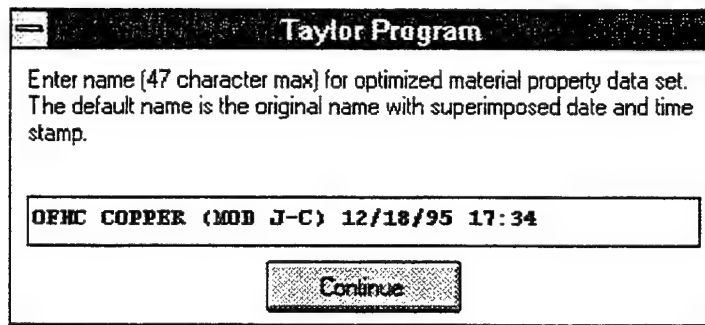 Taylor Program
Enter name (47 character max) for optimized material property data set.
The default name is the original name with superimposed date and time
stamp.
OFHC COPPER (MOD J-C) 12/18/95 17:34
Continue